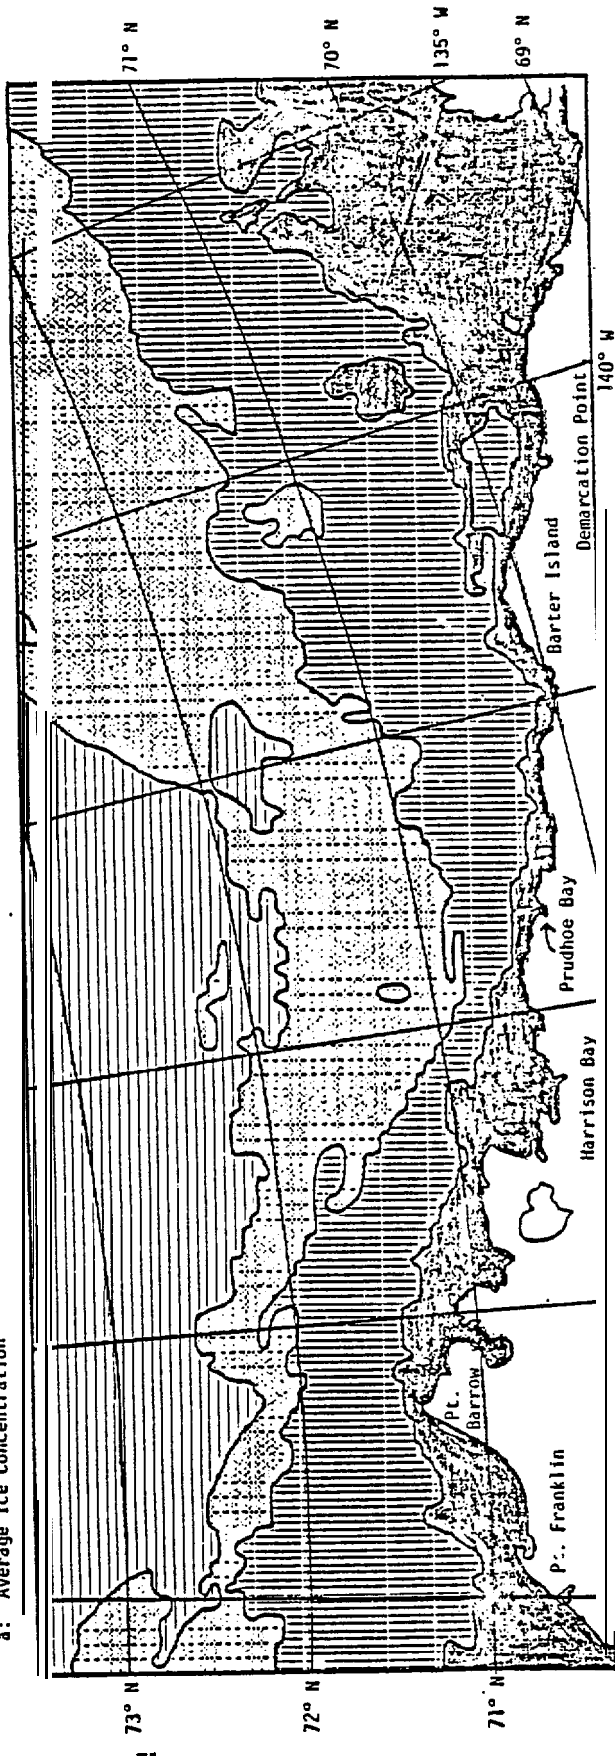 a: Average Ice Concentration
71° N
70° N
135° W
69° N
73° N
72° N
71° N
Pt.
Barrow
Pt. Franklin
Harrison Bay
Prudhoe Bay
Barter Island
Demarcation Point
140° W